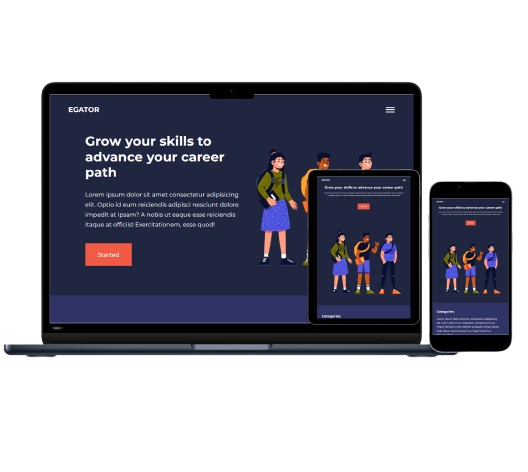 EGATOR
Grow your skills to
advance your career
path
Lorem ipsum dolor sit amet consectetur adipisicing
elit. Optio id eum reiciendis adipisci nesciunt dolore
impedit at ipsam? A nobis ut eaque esse reiciendis
itaque at officiis! Exercitationem, esse quod!
Started
Grow your skills to advance your career path
Categories
Grow your skills to advance your career path
Categories